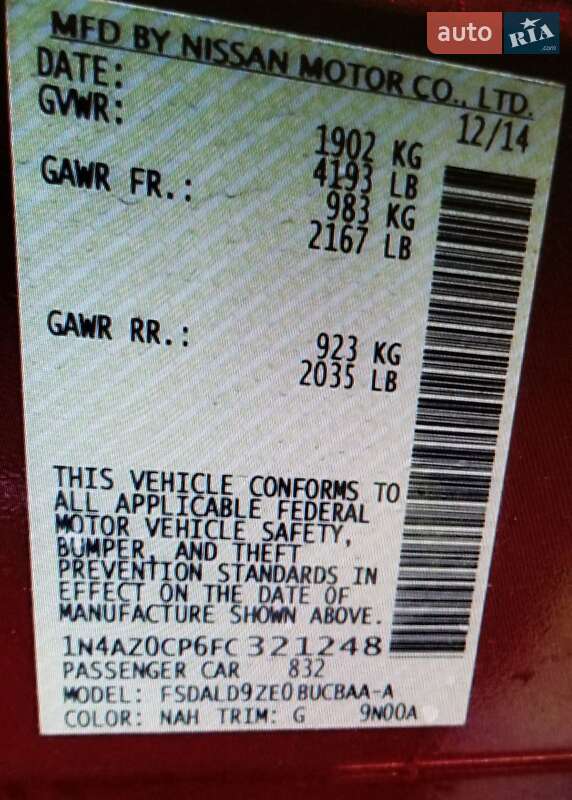 auto RIA .com
MFD BY NISSAN MOTOR CO., LTD.
DATE: 12/14
GVWR: 1902 KG
4193 LB
GAWR FR.: 983 KG
2167 LB
GAWR RR.: 923 KG
2035 LB
THIS VEHICLE CONFORMS TO
ALL APPLICABLE FEDERAL
MOTOR VEHICLE SAFETY,
BUMPER, AND THEFT
PREVENTION STANDARDS IN
EFFECT ON THE DATE OF
MANUFACTURE SHOWN ABOVE.
1N4AZ0CP6FC321248
PASSENGER CAR 832
MODEL: FSDALD9ZE0BUCBAA-A
COLOR: NAH TRIM: G 9N00A